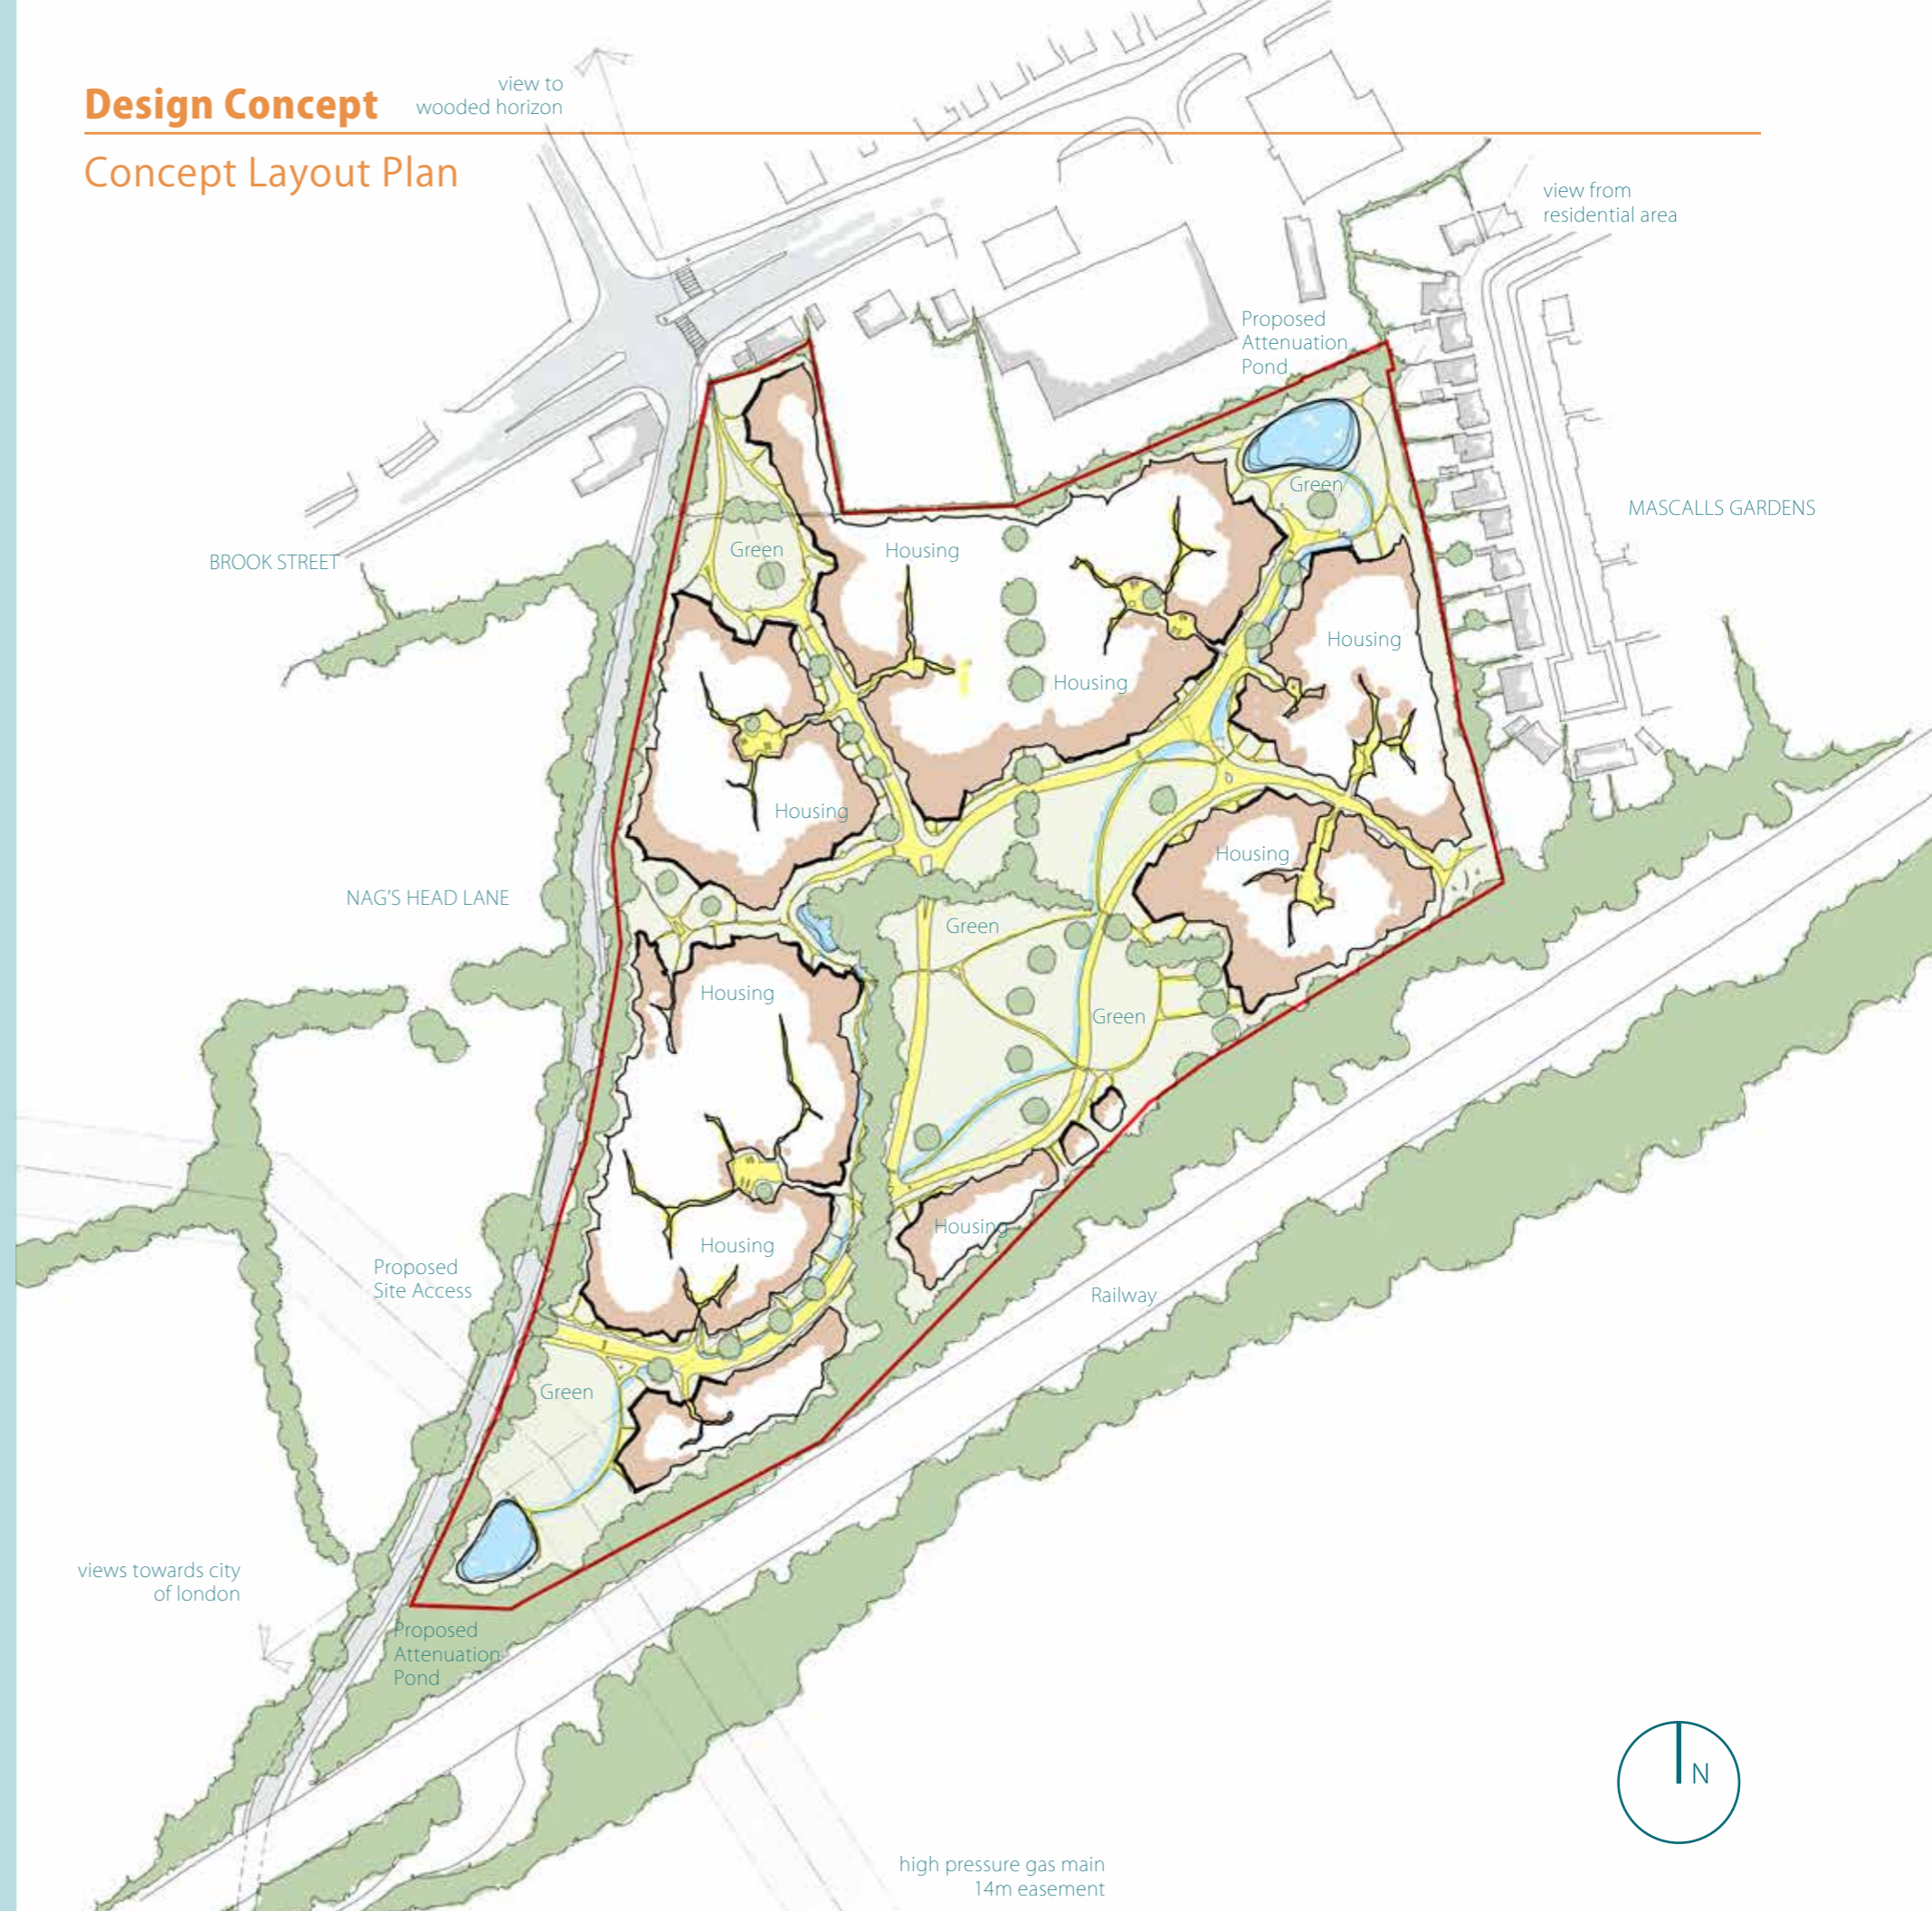 Design Concept
view to
wooded horizon
Concept Layout Plan
view from
residential area
Proposed
Attenuation
Pond
Green
MASCALLS GARDENS
BROOK STREET
Green
Housing
Housing
Housing
Housing
Housing
NAG'S HEAD LANE
Green
Housing
Green
Housing
Housing
Proposed
Site Access
Railway
Green
views towards city
of london
Proposed
Attenuation
Pond
N
high pressure gas main
14m easement